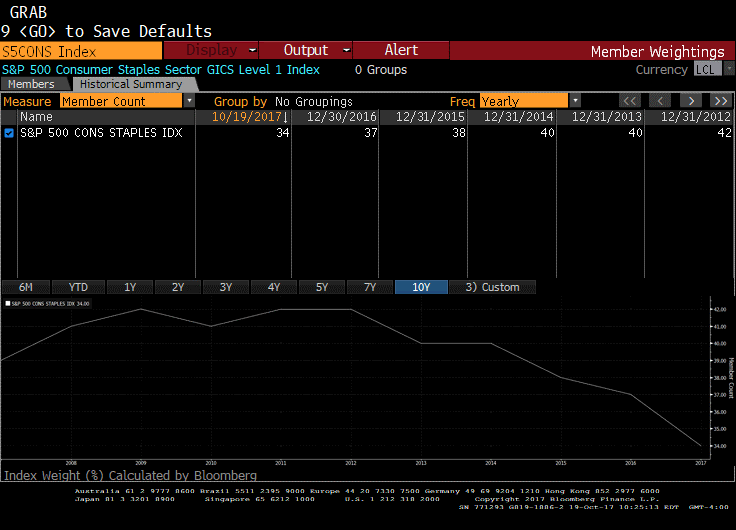 GRAB
9 <GO> to Save Defaults
S5CONS Index Display Output Alert Member Weightings
S&P 500 Consumer Staples Sector GICS Level 1 Index 0 Groups Currency LCL
Members Historical Summary
Measure Member Count Group by No Groupings Freq Yearly << < > >>
Name 10/19/2017↓ 12/30/2016 12/31/2015 12/31/2014 12/31/2013 12/31/2012
S&P 500 CONS STAPLES IDX 34 37 38 40 40 42
6M YTD 1Y 2Y 3Y 4Y 5Y 7Y 10Y 3) Custom
S&P 500 CONS STAPLES IDX 34.00
42.00
41.00
40.00
39.00
38.00
37.00
36.00
35.00
34.00
Member Count
2008 2009 2010 2011 2012 2013 2014 2015 2016 2017
Index Weight (%) Calculated by Bloomberg
Australia 61 2 9777 8600 Brazil 5511 2395 9000 Europe 44 20 7330 7500 Germany 49 69 9204 1210 Hong Kong 852 2977 6000
Japan 81 3 3201 8900 Singapore 65 6212 1000 U.S. 1 212 318 2000 Copyright 2017 Bloomberg Finance L.P.
SN 771293 G819-1886-2 19-Oct-17 10:25:13 EDT GMT-4:00